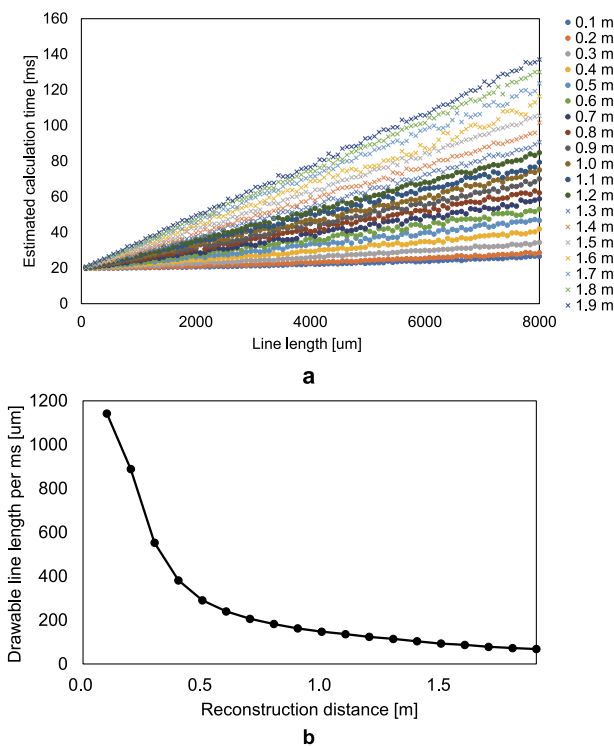 160
140
120
100
80
60
40
20
0
Estimated calculation time [ms]
0 2000 4000 6000 8000
Line length [um]
0.1 m
0.2 m
0.3 m
0.4 m
0.5 m
0.6 m
0.7 m
0.8 m
0.9 m
1.0 m
1.1 m
1.2 m
1.3 m
1.4 m
1.5 m
1.6 m
1.7 m
1.8 m
1.9 m
a
1200
1000
800
600
400
200
0
Drawable line length per ms [um]
0.0 0.5 1.0 1.5
Reconstruction distance [m]
b